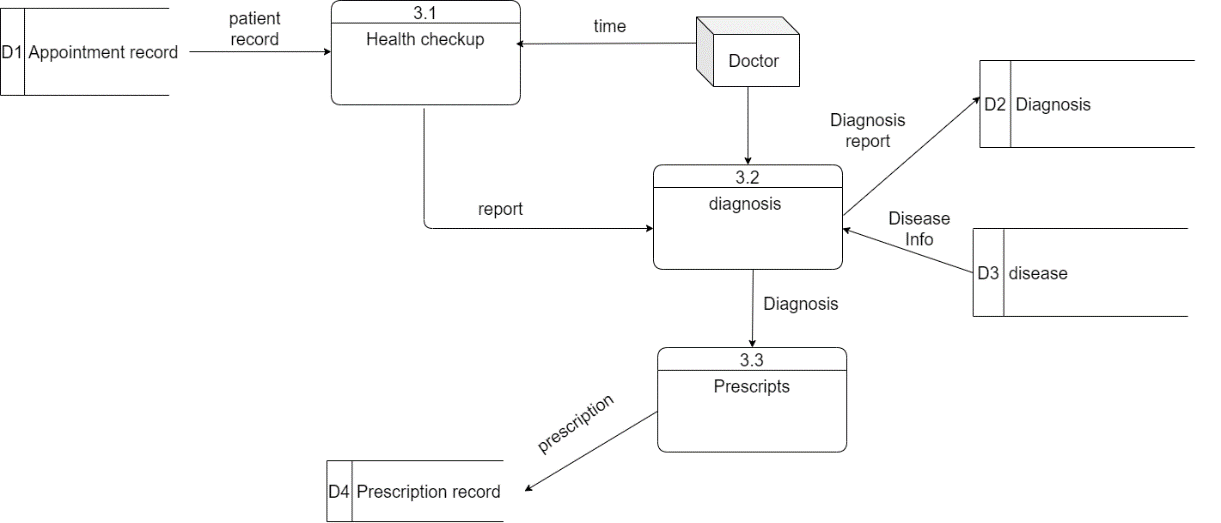 3.1
Health checkup
patient
record
D1 Appointment record
time
Doctor
D2 Diagnosis
Diagnosis
report
3.2
diagnosis
report
Disease
Info
D3 disease
Diagnosis
3.3
Prescripts
prescription
D4 Prescription record